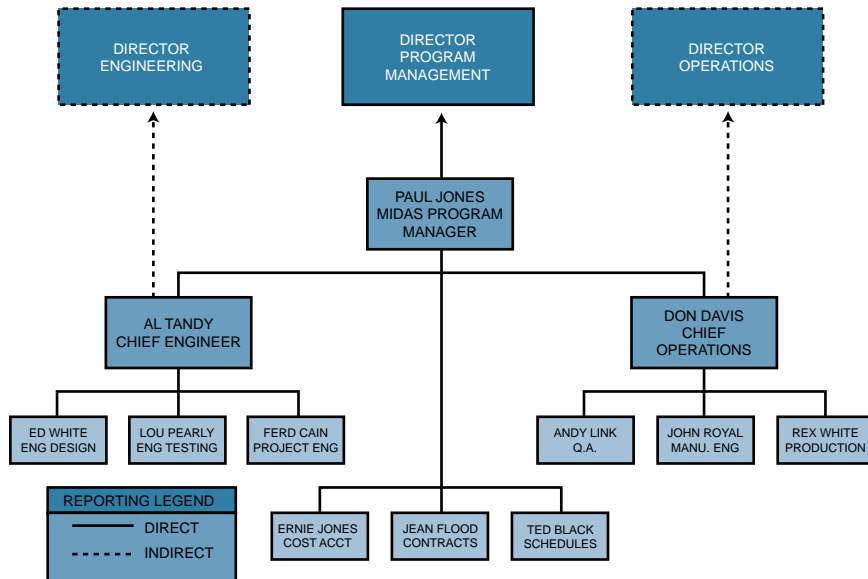 DIRECTOR
ENGINEERING
DIRECTOR
PROGRAM
MANAGEMENT
DIRECTOR
OPERATIONS
PAUL JONES
MIDAS PROGRAM
MANAGER
AL TANDY
CHIEF ENGINEER
DON DAVIS
CHIEF
OPERATIONS
ED WHITE
ENG DESIGN
LOU PEARLY
ENG TESTING
FERD CAIN
PROJECT ENG
ANDY LINK
Q.A.
JOHN ROYAL
MANU. ENG
REX WHITE
PRODUCTION
REPORTING LEGEND
DIRECT
INDIRECT
ERNIE JONES
COST ACCT
JEAN FLOOD
CONTRACTS
TED BLACK
SCHEDULES